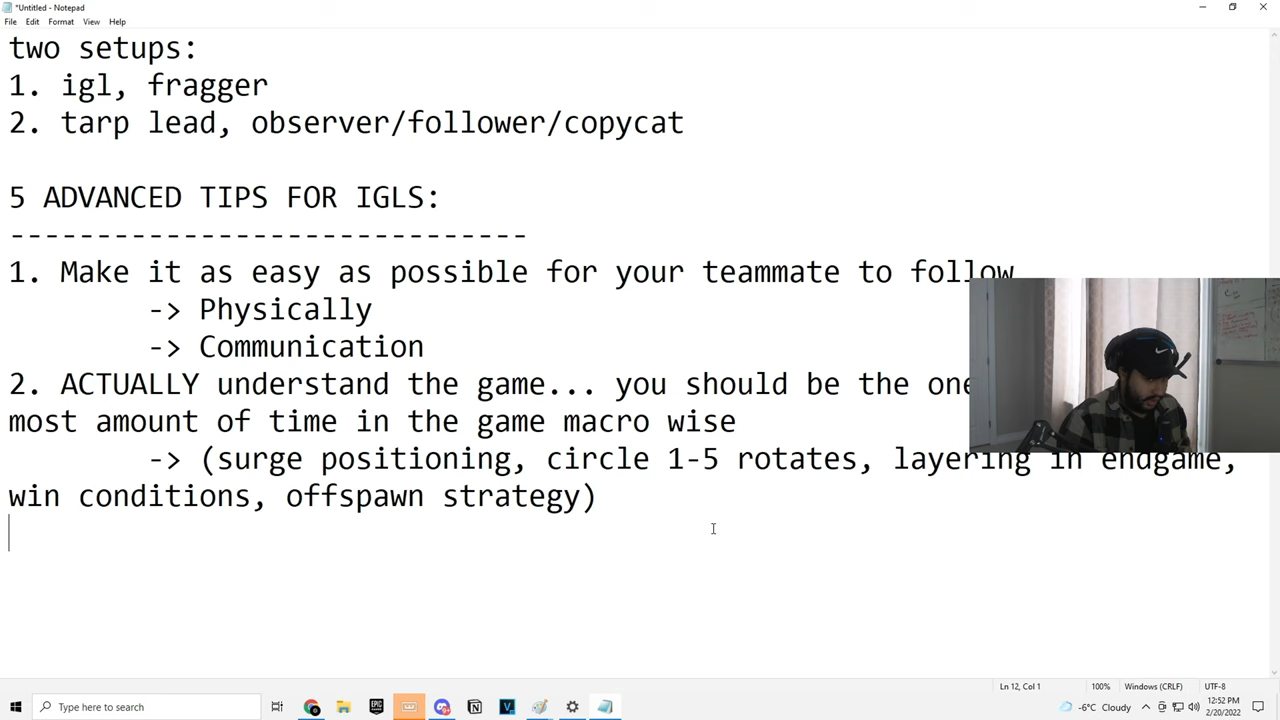 *Untitled - Notepad
File Edit Format View Help
two setups:
1. igl, fragger
2. tarp lead, observer/follower/copycat
5 ADVANCED TIPS FOR IGLS:
------------------------------
1. Make it as easy as possible for your teammate to follow
-> Physically
-> Communication
2. ACTUALLY understand the game... you should be the one
most amount of time in the game macro wise
-> (surge positioning, circle 1-5 rotates, layering in endgame,
win conditions, offspawn strategy)
Ln 12, Col 1 100% Windows (CRLF) UTF-8
Type here to search
-6°C Cloudy
12:52 PM
2/20/2022